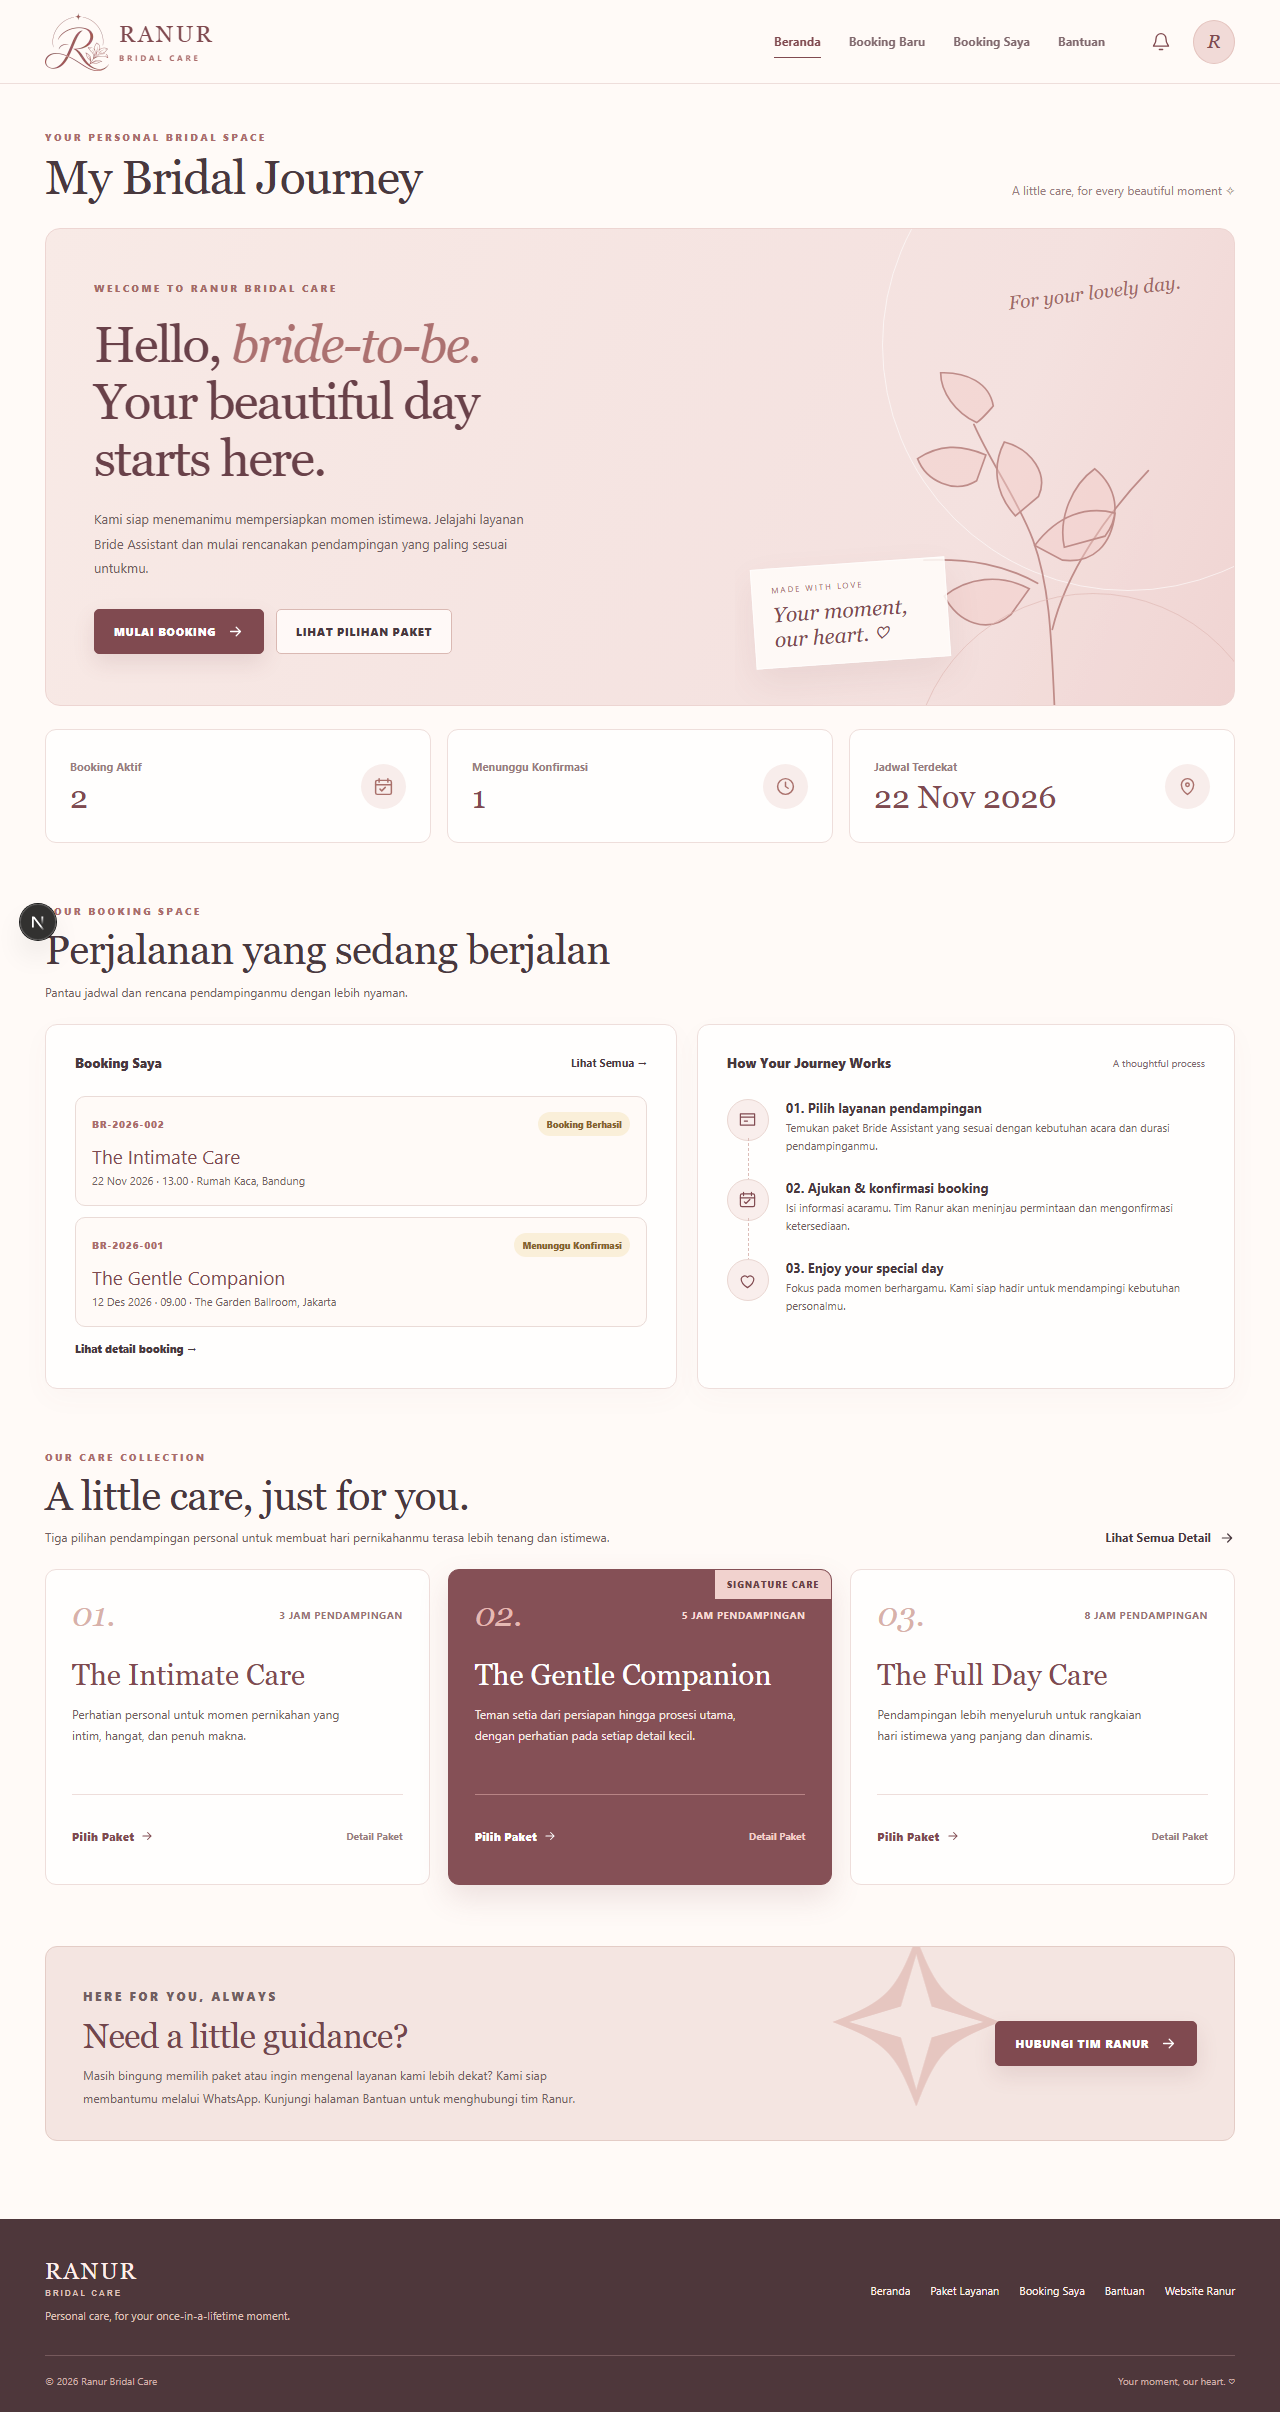 RANUR
BRIDAL CARE
Beranda
Booking Baru
Booking Saya
Bantuan
R
YOUR PERSONAL BRIDAL SPACE
My Bridal Journey
A little care, for every beautiful moment ✧
WELCOME TO RANUR BRIDAL CARE
Hello, bride-to-be.
Your beautiful day
starts here.
Kami siap menemanimu mempersiapkan momen istimewa. Jelajahi layanan
Bride Assistant dan mulai rencanakan pendampingan yang paling sesuai
untukmu.
MULAI BOOKING →
LIHAT PILIHAN PAKET
For your lovely day.
MADE WITH LOVE
Your moment,
our heart. ♡
Booking Aktif
2
Menunggu Konfirmasi
1
Jadwal Terdekat
22 Nov 2026
N
OUR BOOKING SPACE
Perjalanan yang sedang berjalan
Pantau jadwal dan rencana pendampinganmu dengan lebih nyaman.
Booking Saya
Lihat Semua →
BR-2026-002
Booking Berhasil
The Intimate Care
22 Nov 2026 · 13.00 · Rumah Kaca, Bandung
BR-2026-001
Menunggu Konfirmasi
The Gentle Companion
12 Des 2026 · 09.00 · The Garden Ballroom, Jakarta
Lihat detail booking →
How Your Journey Works
A thoughtful process
01. Pilih layanan pendampingan
Temukan paket Bride Assistant yang sesuai dengan kebutuhan acara dan durasi
pendampinganmu.
02. Ajukan & konfirmasi booking
Isi informasi acaramu. Tim Ranur akan meninjau permintaan dan mengonfirmasi
ketersediaan.
03. Enjoy your special day
Fokus pada momen berhargamu. Kami siap hadir untuk mendampingi kebutuhan
personalmu.
OUR CARE COLLECTION
A little care, just for you.
Tiga pilihan pendampingan personal untuk membuat hari pernikahanmu terasa lebih tenang dan istimewa.
Lihat Semua Detail →
01.
3 JAM PENDAMPINGAN
The Intimate Care
Perhatian personal untuk momen pernikahan yang
intim, hangat, dan penuh makna.
Pilih Paket →
Detail Paket
SIGNATURE CARE
02.
5 JAM PENDAMPINGAN
The Gentle Companion
Teman setia dari persiapan hingga prosesi utama,
dengan perhatian pada setiap detail kecil.
Pilih Paket →
Detail Paket
03.
8 JAM PENDAMPINGAN
The Full Day Care
Pendampingan lebih menyeluruh untuk rangkaian
hari istimewa yang panjang dan dinamis.
Pilih Paket →
Detail Paket
HERE FOR YOU, ALWAYS
Need a little guidance?
Masih bingung memilih paket atau ingin mengenal layanan kami lebih dekat? Kami siap
membantumu melalui WhatsApp. Kunjungi halaman Bantuan untuk menghubungi tim Ranur.
HUBUNGI TIM RANUR →
RANUR
BRIDAL CARE
Personal care, for your once-in-a-lifetime moment.
Beranda
Paket Layanan
Booking Saya
Bantuan
Website Ranur
© 2026 Ranur Bridal Care
Your moment, our heart. ♡